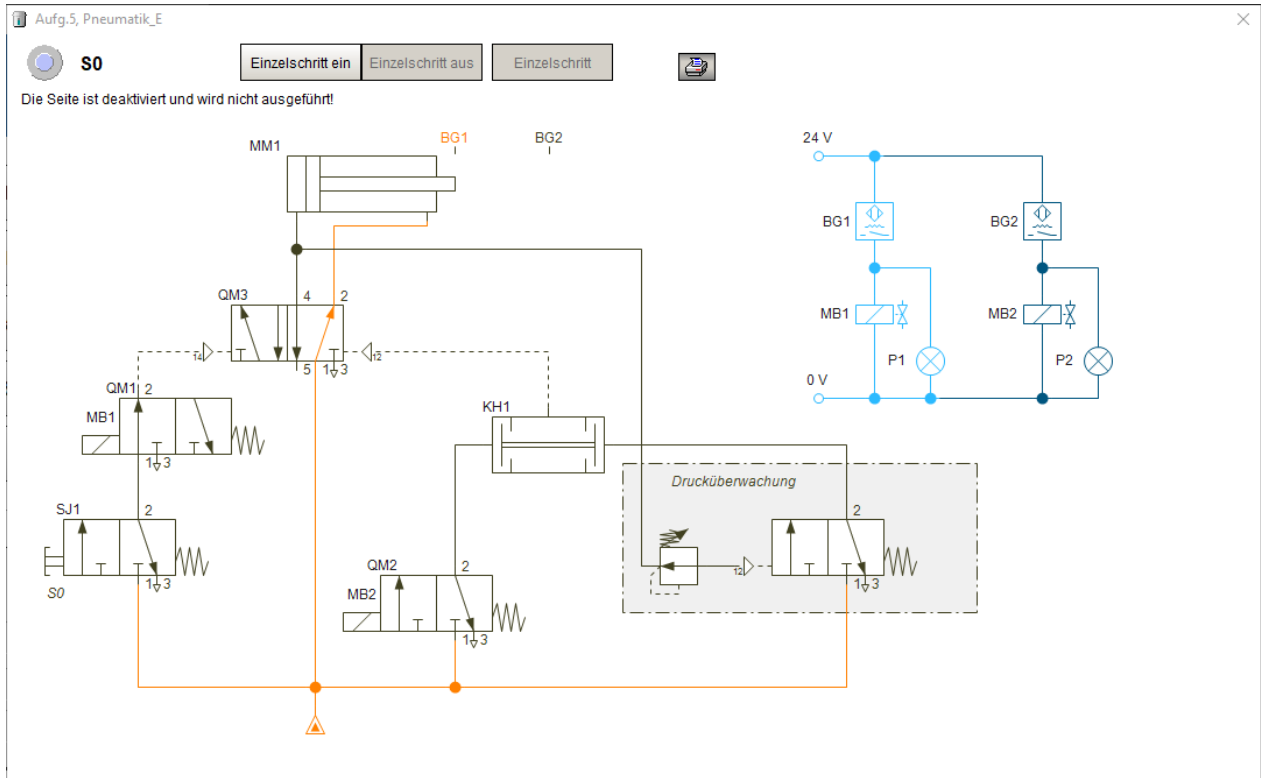 Aufg.5, Pneumatik_E
S0
Einzelschritt ein
Einzelschritt aus
Einzelschritt
Die Seite ist deaktiviert und wird nicht ausgeführt!
MM1
BG1
BG2
24 V
BG1
BG2
QM3
4
2
MB1
MB2
14
12
5
1
3
P1
P2
QM1
2
0 V
MB1
KH1
1
3
Drucküberwachung
SJ1
2
2
QM2
2
12
1
3
1
3
S0
MB2
1
3